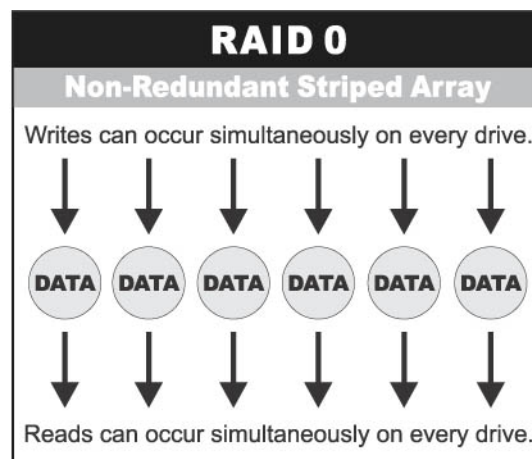 RAID 0
Non-Redundant Striped Array
Writes can occur simultaneously on every drive.
DATA DATA DATA DATA DATA DATA
Reads can occur simultaneously on every drive.